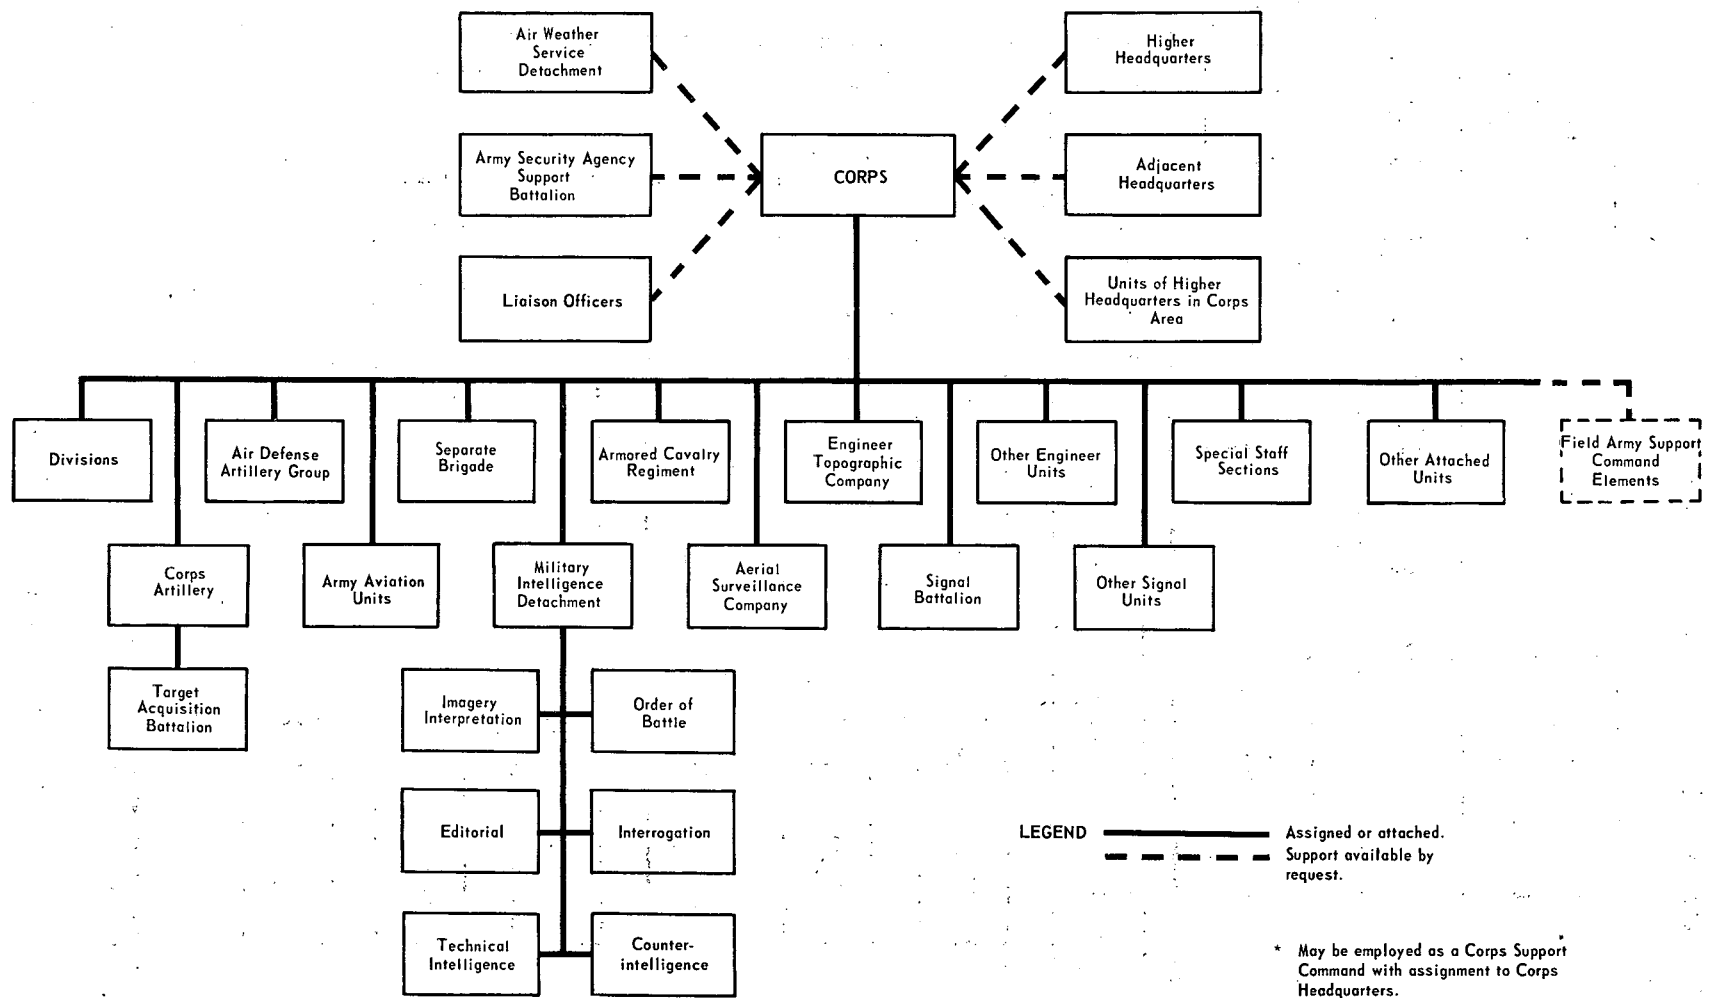 Air Weather
Service
Detachment
Higher
Headquarters
Army Security Agency
Support
Battalion
CORPS
Adjacent
Headquarters
Liaison Officers
Units of Higher
Headquarters in Corps
Area
Divisions
Air Defense
Artillery Group
Separate
Brigade
Armored Cavalry
Regiment
Engineer
Topographic
Company
Other Engineer
Units
Special Staff
Sections
Other Attached
Units
Field Army Support
Command
Elements
Corps
Artillery
Army Aviation
Units
Military
Intelligence
Detachment
Aerial
Surveillance
Company
Signal
Battalion
Other Signal
Units
Target
Acquisition
Battalion
Imagery
Interpretation
Order of
Battle
Editorial
Interrogation
Technical
Intelligence
Counter-
intelligence
LEGEND
Assigned or attached.
Support available by
request.
* May be employed as a Corps Support
Command with assignment to Corps
Headquarters.